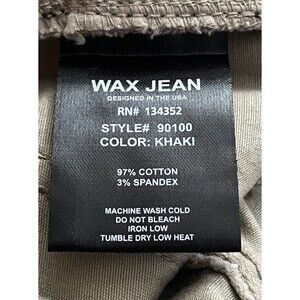 WAX JEAN
DESIGNED IN THE USA
RN# 134352
STYLE# 90100
COLOR: KHAKI
97% COTTON
3% SPANDEX
MACHINE WASH COLD
DO NOT BLEACH
IRON LOW
TUMBLE DRY LOW HEAT